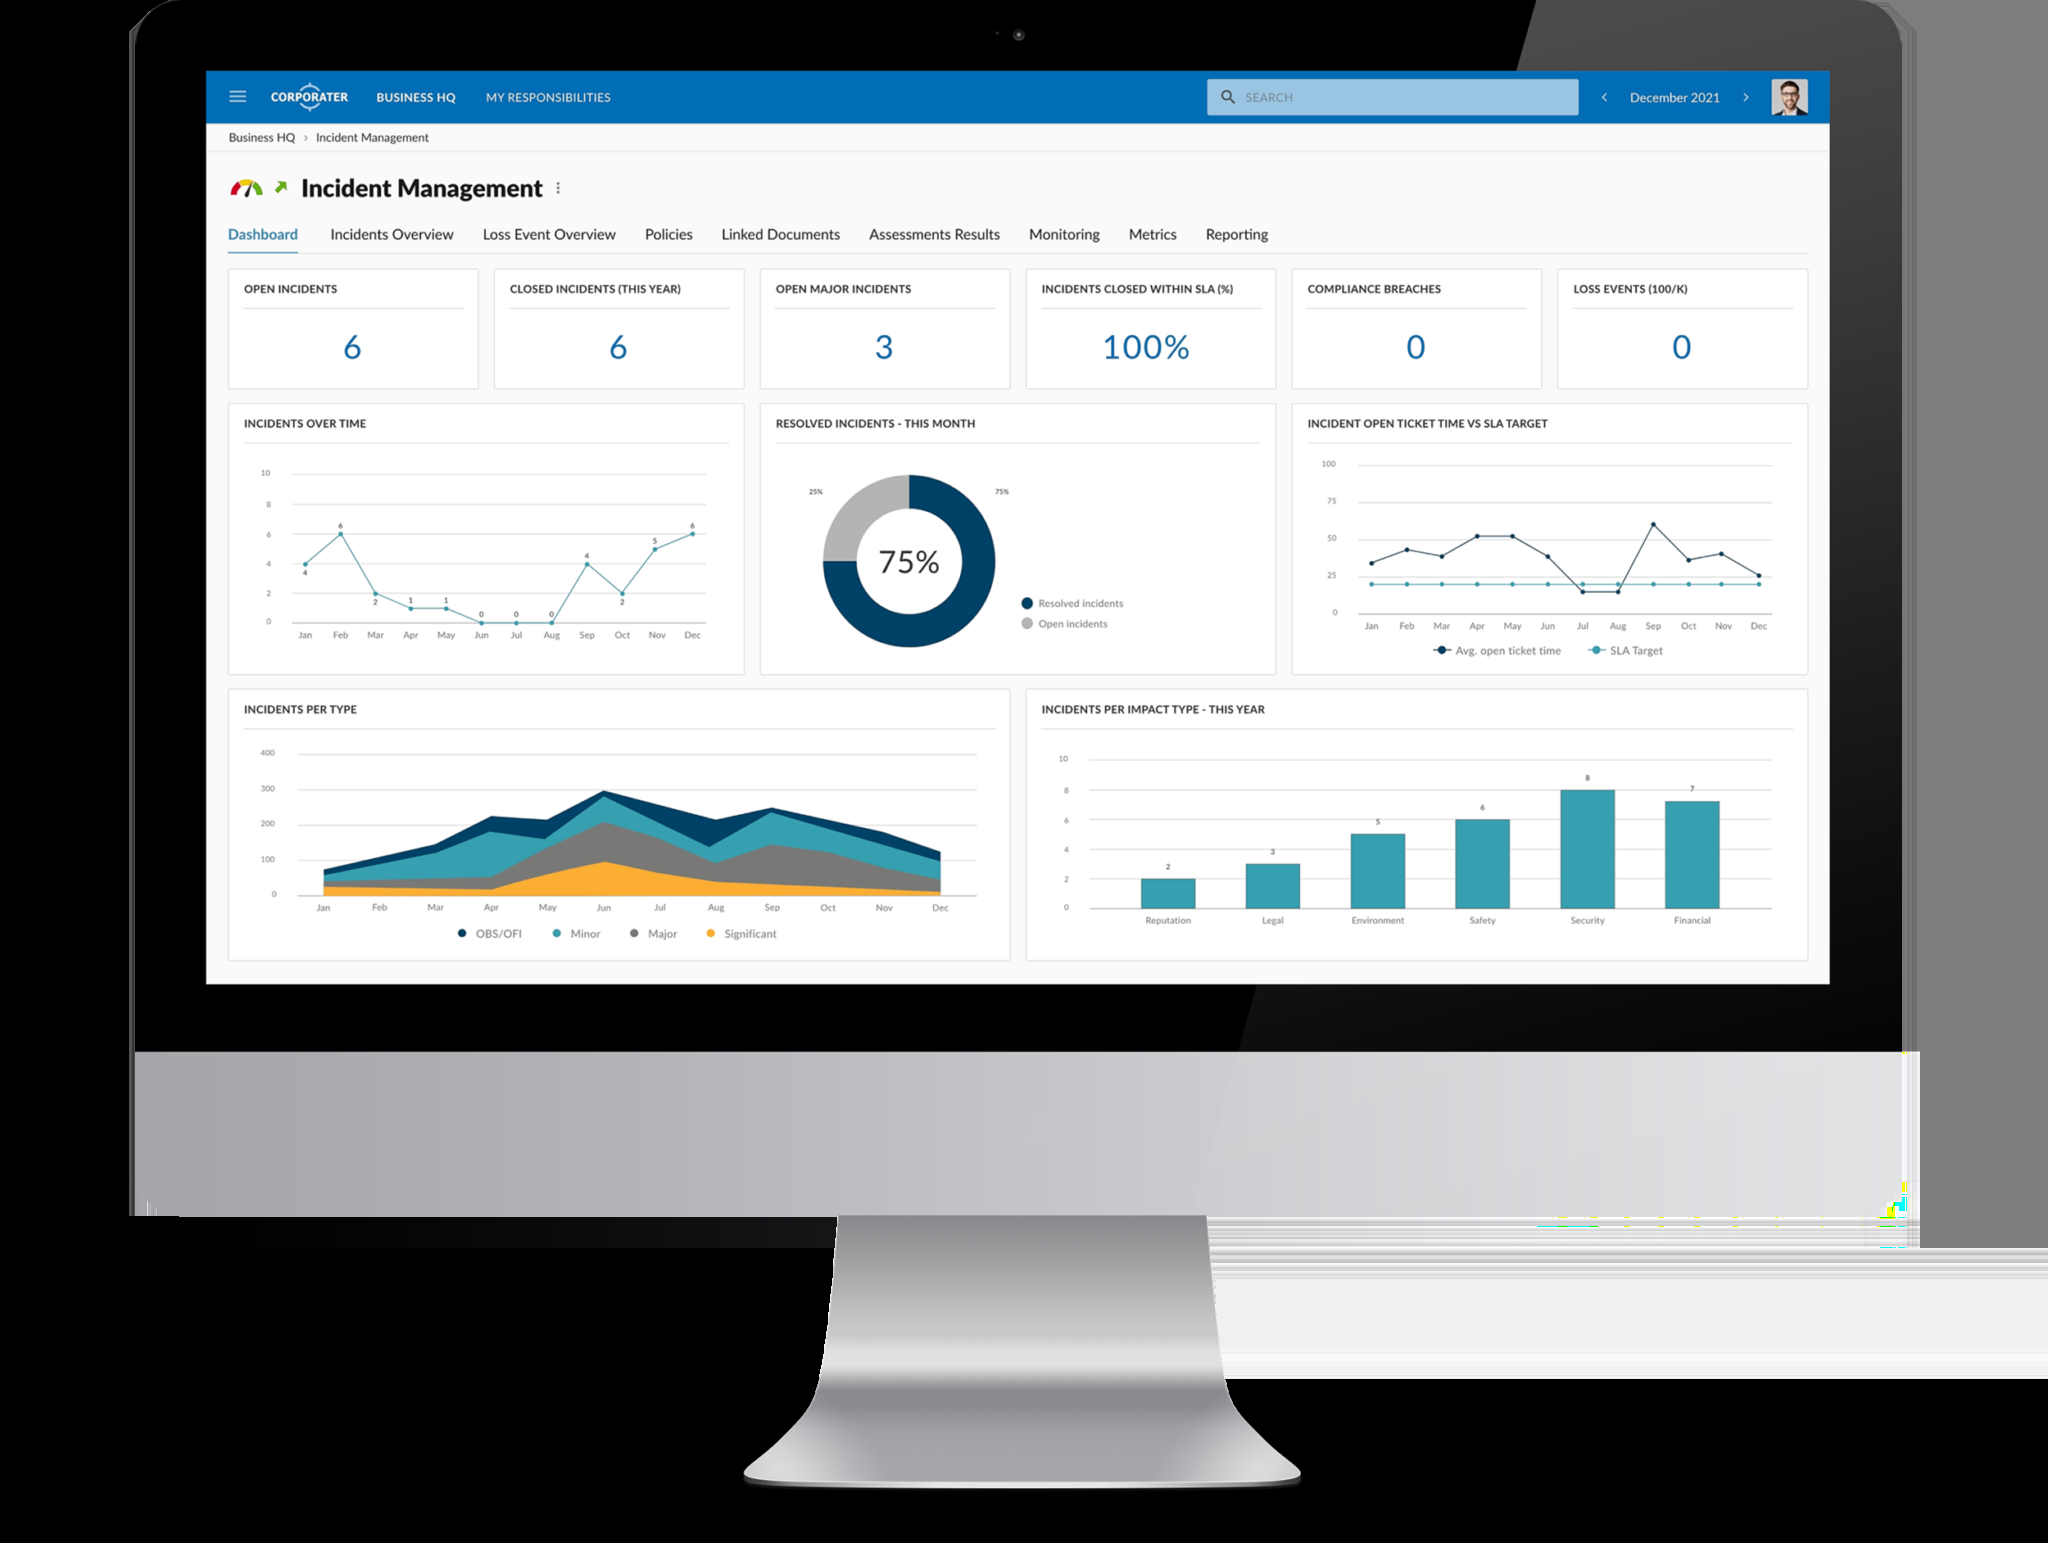 CORPORATER BUSINESS HQ MY RESPONSIBILITIES SEARCH December 2021
Business HQ › Incident Management
Incident Management
Dashboard Incidents Overview Loss Event Overview Policies Linked Documents Assessments Results Monitoring Metrics Reporting
OPEN INCIDENTS
6
CLOSED INCIDENTS (THIS YEAR)
6
OPEN MAJOR INCIDENTS
3
INCIDENTS CLOSED WITHIN SLA (%)
100%
COMPLIANCE BREACHES
0
LOSS EVENTS (100/K)
0
INCIDENTS OVER TIME
10
8
6
4
2
0
4 6 2 1 1 0 0 0 4 2 5 6
Jan Feb Mar Apr May Jun Jul Aug Sep Oct Nov Dec
RESOLVED INCIDENTS - THIS MONTH
25% 75%
75%
Resolved incidents
Open incidents
INCIDENT OPEN TICKET TIME VS SLA TARGET
100
75
50
25
0
Jan Feb Mar Apr May Jun Jul Aug Sep Oct Nov Dec
Avg. open ticket time SLA Target
INCIDENTS PER TYPE
400
300
200
100
0
Jan Feb Mar Apr May Jun Jul Aug Sep Oct Nov Dec
OBS/OFI Minor Major Significant
INCIDENTS PER IMPACT TYPE - THIS YEAR
10
8
6
4
2
0
2 3 5 6 8 7
Reputation Legal Environment Safety Security Financial